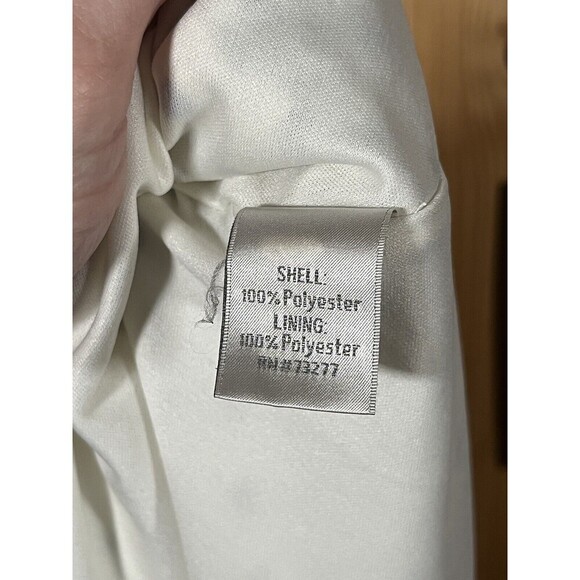 SHELL:
100% Polyester
LINING:
100% Polyester
RN#73277